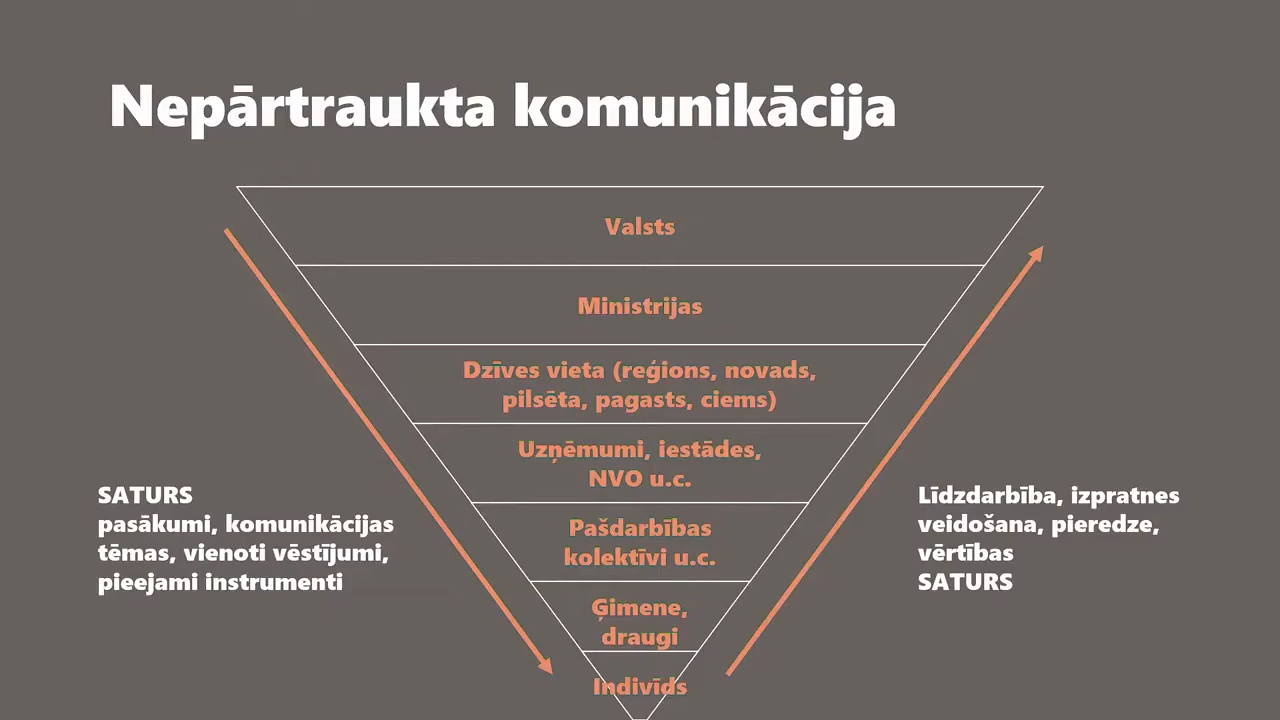 Nepārtraukta komunikācija
Valsts
Ministrijas
Dzīves vieta (reģions, novads,
pilsēta, pagasts, ciems)
Uzņēmumi, iestādes,
NVO u.c.
Pašdarbības
kolektīvi u.c.
Ģimene,
draugi
Indivīds
SATURS
pasākumi, komunikācijas
tēmas, vienoti vēstījumi,
pieejami instrumenti
Līdzdarbība, izpratnes
veidošana, pieredze,
vērtības
SATURS